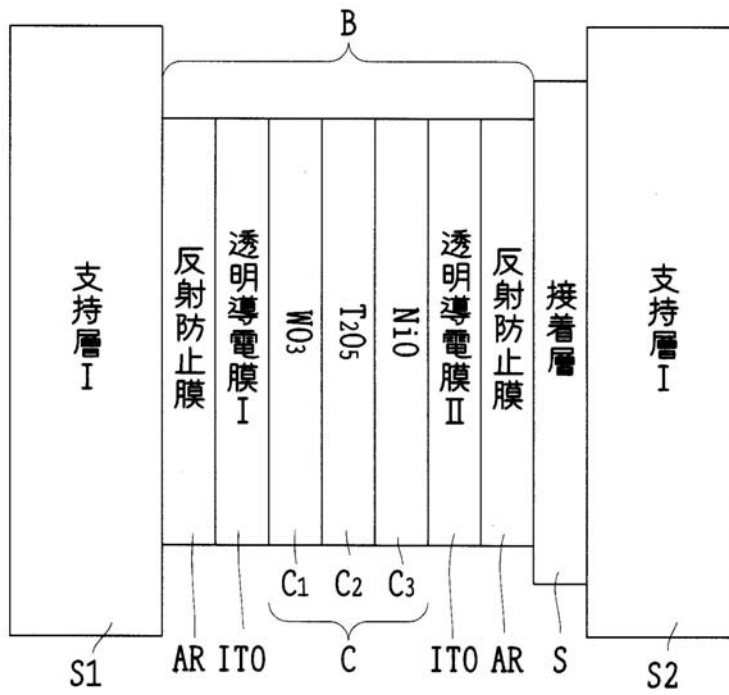 B
支持層I
反射防止膜
透明導電膜I
WO3
T2O5
NiO
透明導電膜II
反射防止膜
接着層
支持層I
C1 C2 C3
S1 AR ITO C ITO AR S S2